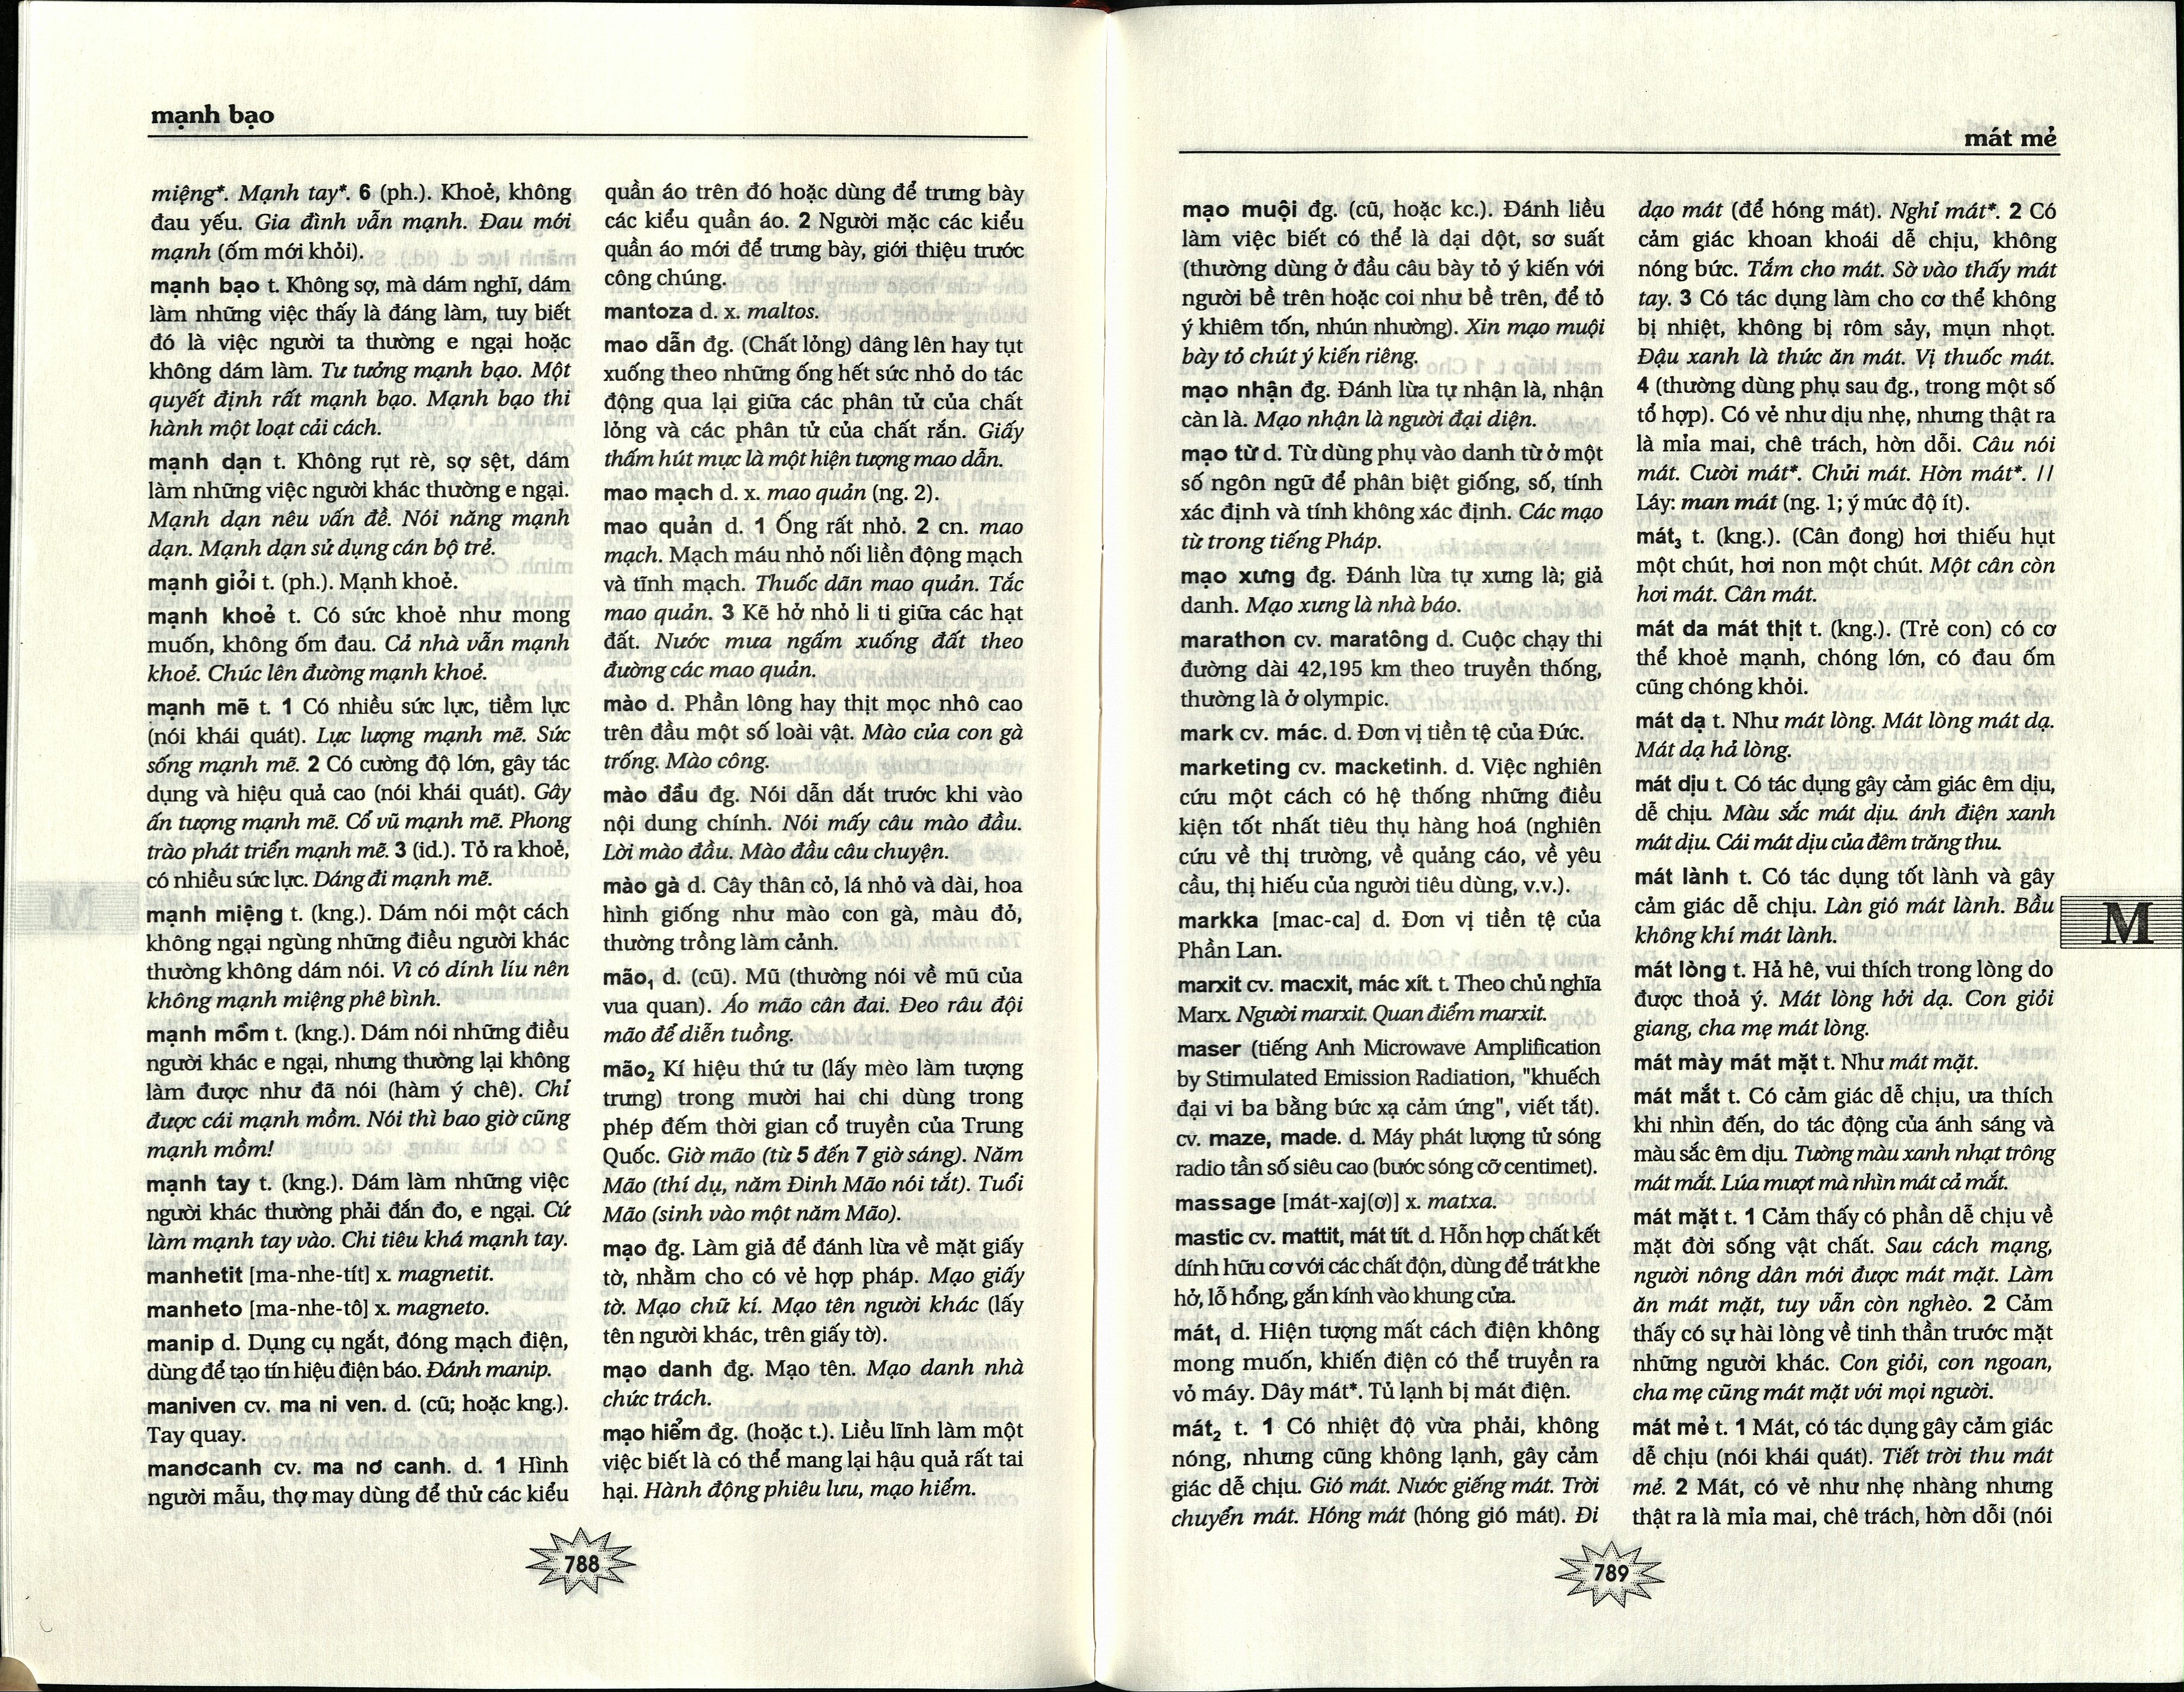 mạnh bạo
miệng*. Mạnh tay*. 6 (ph.). Khoẻ, không
đau yếu. Gia đình vẫn mạnh. Đau mới
mạnh (ốm mới khỏi).
mạnh bạo t. Không sợ, mà dám nghĩ, dám
làm những việc thấy là đáng làm, tuy biết
đó là việc người ta thường e ngại hoặc
không dám làm. Tư tưởng mạnh bạo. Một
quyết định rất mạnh bạo. Mạnh bạo thi
hành một loạt cải cách.
mạnh dạn t. Không rụt rè, sợ sệt, dám
làm những việc người khác thường e ngại.
Mạnh dạn nêu vấn đề. Nói năng mạnh
dạn. Mạnh dạn sử dụng cán bộ trẻ.
mạnh giỏi t. (ph.). Mạnh khoẻ.
mạnh khoẻ t. Có sức khoẻ như mong
muốn, không ốm đau. Cả nhà vẫn mạnh
khoẻ. Chúc lên đường mạnh khoẻ.
mạnh mẽ t. 1 Có nhiều sức lực, tiềm lực
(nói khái quát). Lực lượng mạnh mẽ. Sức
sống mạnh mẽ. 2 Có cường độ lớn, gây tác
dụng và hiệu quả cao (nói khái quát). Gây
ấn tượng mạnh mẽ. Cổ vũ mạnh mẽ. Phong
trào phát triển mạnh mẽ. 3 (id.). Tỏ ra khoẻ,
có nhiều sức lực. Dáng đi mạnh mẽ.
mạnh miệng t. (kng.). Dám nói một cách
không ngại ngùng những điều người khác
thường không dám nói. Vì có dính líu nên
không mạnh miệng phê bình.
mạnh mồm t. (kng.). Dám nói những điều
người khác e ngại, nhưng thường lại không
làm được như đã nói (hàm ý chê). Chỉ
được cái mạnh mồm. Nói thì bao giờ cũng
mạnh mồm!
mạnh tay t. (kng.). Dám làm những việc
người khác thường phải đắn đo, e ngại. Cứ
làm mạnh tay vào. Chi tiêu khá mạnh tay.
manhetit [ma-nhe-tít] x. magnetit.
manheto [ma-nhe-tô] x. magneto.
manip d. Dụng cụ ngắt, đóng mạch điện,
dùng để tạo tín hiệu điện báo. Đánh manip.
maniven cv. ma ni ven. d. (cũ; hoặc kng.).
Tay quay.
manơcanh cv. ma nơ canh. d. 1 Hình
người mẫu, thợ may dùng để thử các kiểu
quần áo trên đó hoặc dùng để trưng bày
các kiểu quần áo. 2 Người mặc các kiểu
quần áo mới để trưng bày, giới thiệu trước
công chúng.
mantoza d. x. maltos.
mao dẫn đg. (Chất lỏng) dâng lên hay tụt
xuống theo những ống hết sức nhỏ do tác
động qua lại giữa các phân tử của chất
lỏng và các phân tử của chất rắn. Giấy
thấm hút mực là một hiện tượng mao dẫn.
mao mạch d. x. mao quản (ng. 2).
mao quản d. 1 Ống rất nhỏ. 2 cn. mao
mạch. Mạch máu nhỏ nối liền động mạch
và tĩnh mạch. Thuốc dãn mao quản. Tắc
mao quản. 3 Kẽ hở nhỏ li ti giữa các hạt
đất. Nước mưa ngấm xuống đất theo
đường các mao quản.
mào d. Phần lông hay thịt mọc nhô cao
trên đầu một số loài vật. Mào của con gà
trống. Mào công.
mào đầu đg. Nói dẫn dắt trước khi vào
nội dung chính. Nói mấy câu mào đầu.
Lời mào đầu. Mào đầu câu chuyện.
mào gà d. Cây thân cỏ, lá nhỏ và dài, hoa
hình giống như mào con gà, màu đỏ,
thường trồng làm cảnh.
mão₁ d. (cũ). Mũ (thường nói về mũ của
vua quan). Áo mão cân đai. Đeo râu đội
mão để diễn tuồng.
mão₂ Kí hiệu thứ tư (lấy mèo làm tượng
trưng) trong mười hai chi dùng trong
phép đếm thời gian cổ truyền của Trung
Quốc. Giờ mão (từ 5 đến 7 giờ sáng). Năm
Mão (thí dụ, năm Đinh Mão nói tắt). Tuổi
Mão (sinh vào một năm Mão).
mạo đg. Làm giả để đánh lừa về mặt giấy
tờ, nhằm cho có vẻ hợp pháp. Mạo giấy
tờ. Mạo chữ kí. Mạo tên người khác (lấy
tên người khác, trên giấy tờ).
mạo danh đg. Mạo tên. Mạo danh nhà
chức trách.
mạo hiểm đg. (hoặc t.). Liều lĩnh làm một
việc biết là có thể mang lại hậu quả rất tai
hại. Hành động phiêu lưu, mạo hiểm.
788
mát mẻ
mạo muội đg. (cũ, hoặc kc.). Đánh liều
làm việc biết có thể là dại dột, sơ suất
(thường dùng ở đầu câu bày tỏ ý kiến với
người bề trên hoặc coi như bề trên, để tỏ
ý khiêm tốn, nhún nhường). Xin mạo muội
bày tỏ chút ý kiến riêng.
mạo nhận đg. Đánh lừa tự nhận là, nhận
càn là. Mạo nhận là người đại diện.
mạo từ d. Từ dùng phụ vào danh từ ở một
số ngôn ngữ để phân biệt giống, số, tính
xác định và tính không xác định. Các mạo
từ trong tiếng Pháp.
mạo xưng đg. Đánh lừa tự xưng là; giả
danh. Mạo xưng là nhà báo.
marathon cv. maratông d. Cuộc chạy thi
đường dài 42,195 km theo truyền thống,
thường là ở olympic.
mark cv. mác. d. Đơn vị tiền tệ của Đức.
marketing cv. macketinh. d. Việc nghiên
cứu một cách có hệ thống những điều
kiện tốt nhất tiêu thụ hàng hoá (nghiên
cứu về thị trường, về quảng cáo, về yêu
cầu, thị hiếu của người tiêu dùng, v.v.).
markka [mac-ca] d. Đơn vị tiền tệ của
Phần Lan.
marxit cv. macxit, mác xít. t. Theo chủ nghĩa
Marx. Người marxit. Quan điểm marxit.
maser (tiếng Anh Microwave Amplification
by Stimulated Emission Radiation, "khuếch
đại vi ba bằng bức xạ cảm ứng", viết tắt).
cv. maze, made. d. Máy phát lượng tử sóng
radio tần số siêu cao (bước sóng cỡ centimet).
massage [mát-xaj(ơ)] x. matxa.
mastic cv. mattit, mát tít. d. Hỗn hợp chất kết
dính hữu cơ với các chất độn, dùng để trát khe
hở, lỗ hổng, gắn kính vào khung cửa.
mát₁ d. Hiện tượng mất cách điện không
mong muốn, khiến điện có thể truyền ra
vỏ máy. Dây mát*. Tủ lạnh bị mát điện.
mát₂ t. 1 Có nhiệt độ vừa phải, không
nóng, nhưng cũng không lạnh, gây cảm
giác dễ chịu. Gió mát. Nước giếng mát. Trời
chuyển mát. Hóng mát (hóng gió mát). Đi
dạo mát (để hóng mát). Nghỉ mát*. 2 Có
cảm giác khoan khoái dễ chịu, không
nóng bức. Tắm cho mát. Sờ vào thấy mát
tay. 3 Có tác dụng làm cho cơ thể không
bị nhiệt, không bị rôm sảy, mụn nhọt.
Đậu xanh là thức ăn mát. Vị thuốc mát.
4 (thường dùng phụ sau đg., trong một số
tổ hợp). Có vẻ như dịu nhẹ, nhưng thật ra
là mỉa mai, chê trách, hờn dỗi. Câu nói
mát. Cười mát*. Chửi mát. Hờn mát*. //
Láy: man mát (ng. 1; ý mức độ ít).
mát₃ t. (kng.). (Cân đong) hơi thiếu hụt
một chút, hơi non một chút. Một cân còn
hơi mát. Cân mát.
mát da mát thịt t. (kng.). (Trẻ con) có cơ
thể khoẻ mạnh, chóng lớn, có đau ốm
cũng chóng khỏi.
mát dạ t. Như mát lòng. Mát lòng mát dạ.
Mát dạ hả lòng.
mát dịu t. Có tác dụng gây cảm giác êm dịu,
dễ chịu. Màu sắc mát dịu. ánh điện xanh
mát dịu. Cái mát dịu của đêm trăng thu.
mát lành t. Có tác dụng tốt lành và gây
cảm giác dễ chịu. Làn gió mát lành. Bầu
không khí mát lành.
mát lòng t. Hả hê, vui thích trong lòng do
được thoả ý. Mát lòng hởi dạ. Con giỏi
giang, cha mẹ mát lòng.
mát mày mát mặt t. Như mát mặt.
mát mắt t. Có cảm giác dễ chịu, ưa thích
khi nhìn đến, do tác động của ánh sáng và
màu sắc êm dịu. Tường màu xanh nhạt trông
mát mắt. Lúa mượt mà nhìn mát cả mắt.
mát mặt t. 1 Cảm thấy có phần dễ chịu về
mặt đời sống vật chất. Sau cách mạng,
người nông dân mới được mát mặt. Làm
ăn mát mặt, tuy vẫn còn nghèo. 2 Cảm
thấy có sự hài lòng về tinh thần trước mặt
những người khác. Con giỏi, con ngoan,
cha mẹ cũng mát mặt với mọi người.
mát mẻ t. 1 Mát, có tác dụng gây cảm giác
dễ chịu (nói khái quát). Tiết trời thu mát
mẻ. 2 Mát, có vẻ như nhẹ nhàng nhưng
thật ra là mỉa mai, chê trách, hờn dỗi (nói
M
789